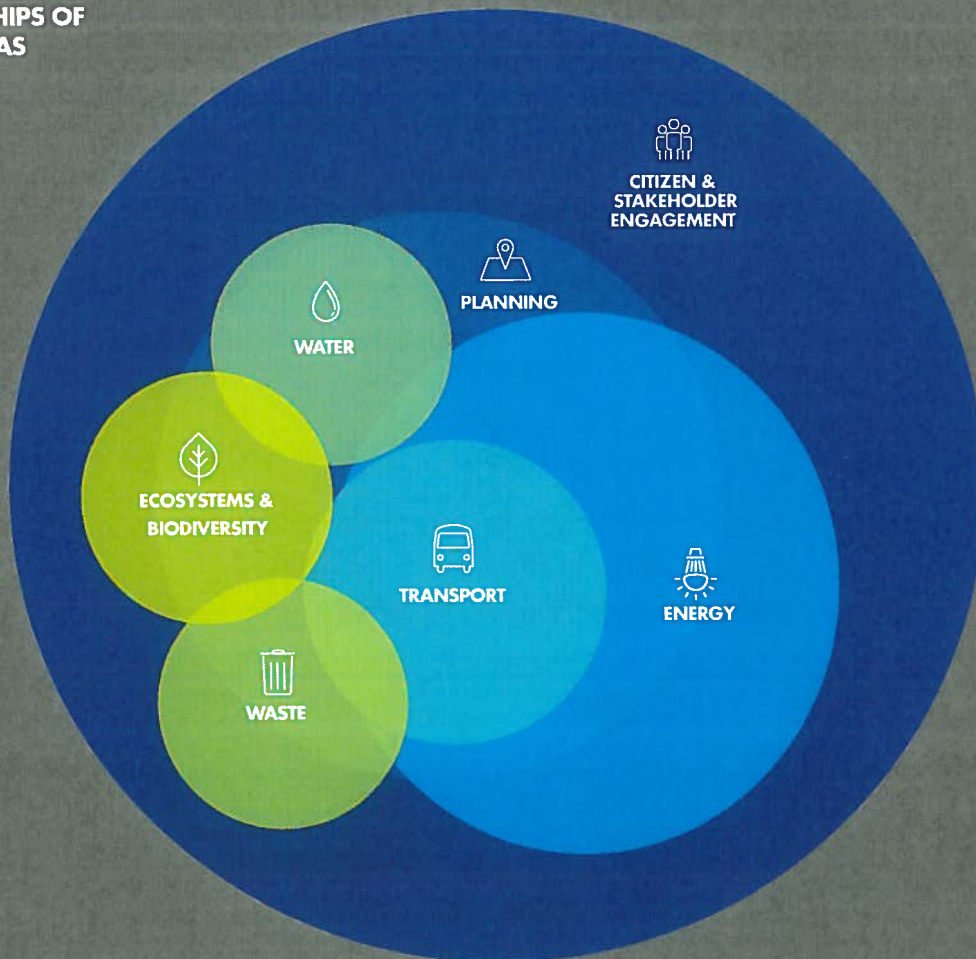 HIPS OF
AS
CITIZEN &
STAKEHOLDER
ENGAGEMENT
PLANNING
WATER
ECOSYSTEMS &
BIODIVERSITY
TRANSPORT
ENERGY
WASTE